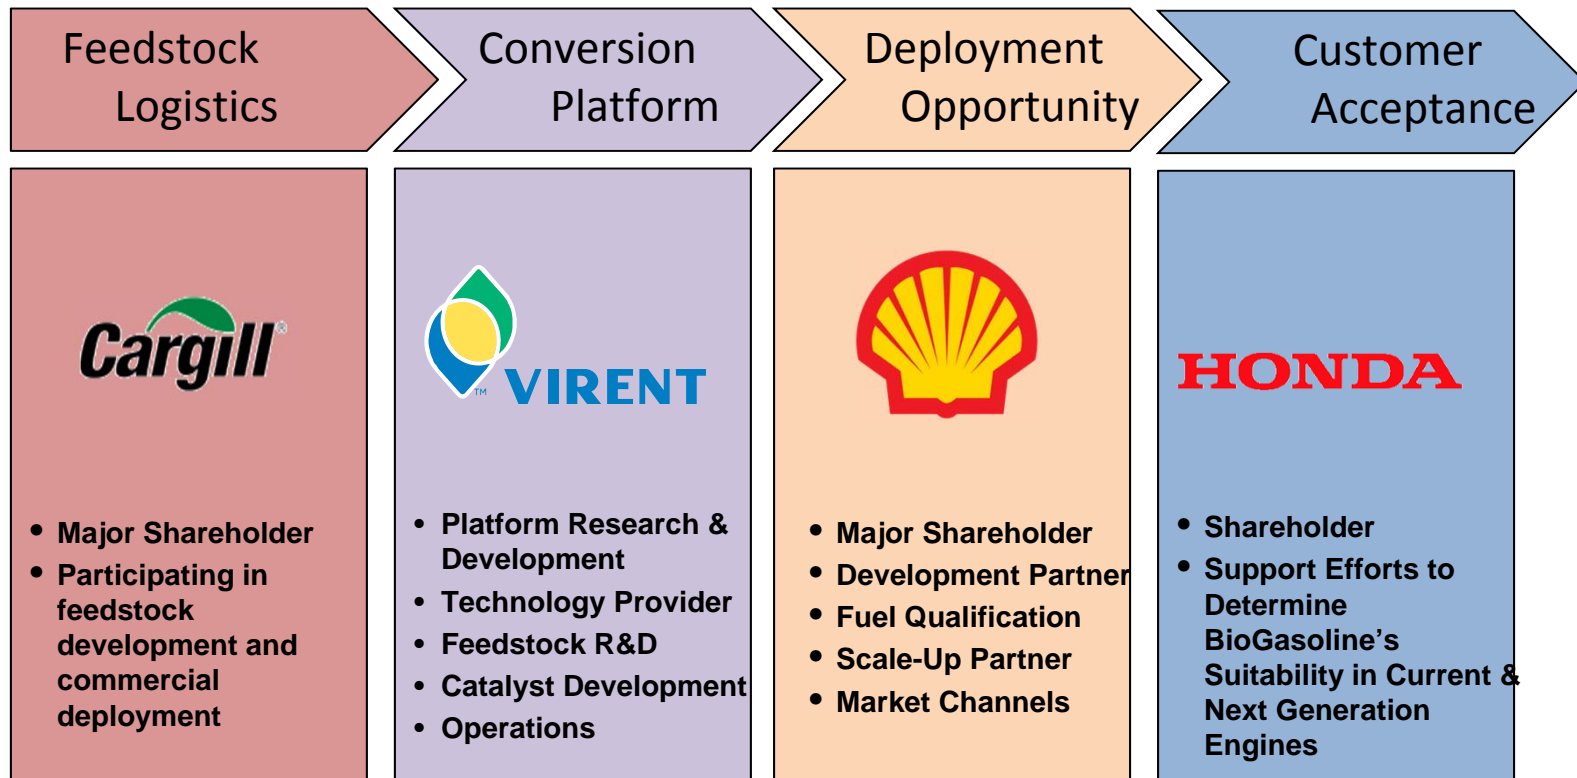 Feedstock
Logistics
Conversion
Platform
Deployment
Opportunity
Customer
Acceptance
Cargill®
• Major Shareholder
• Participating in
feedstock
development and
commercial
deployment
™ VIRENT
• Platform Research &
Development
• Technology Provider
• Feedstock R&D
• Catalyst Development
• Operations
• Major Shareholder
• Development Partner
• Fuel Qualification
• Scale-Up Partner
• Market Channels
HONDA
• Shareholder
• Support Efforts to
Determine
BioGasoline’s
Suitability in Current &
Next Generation
Engines